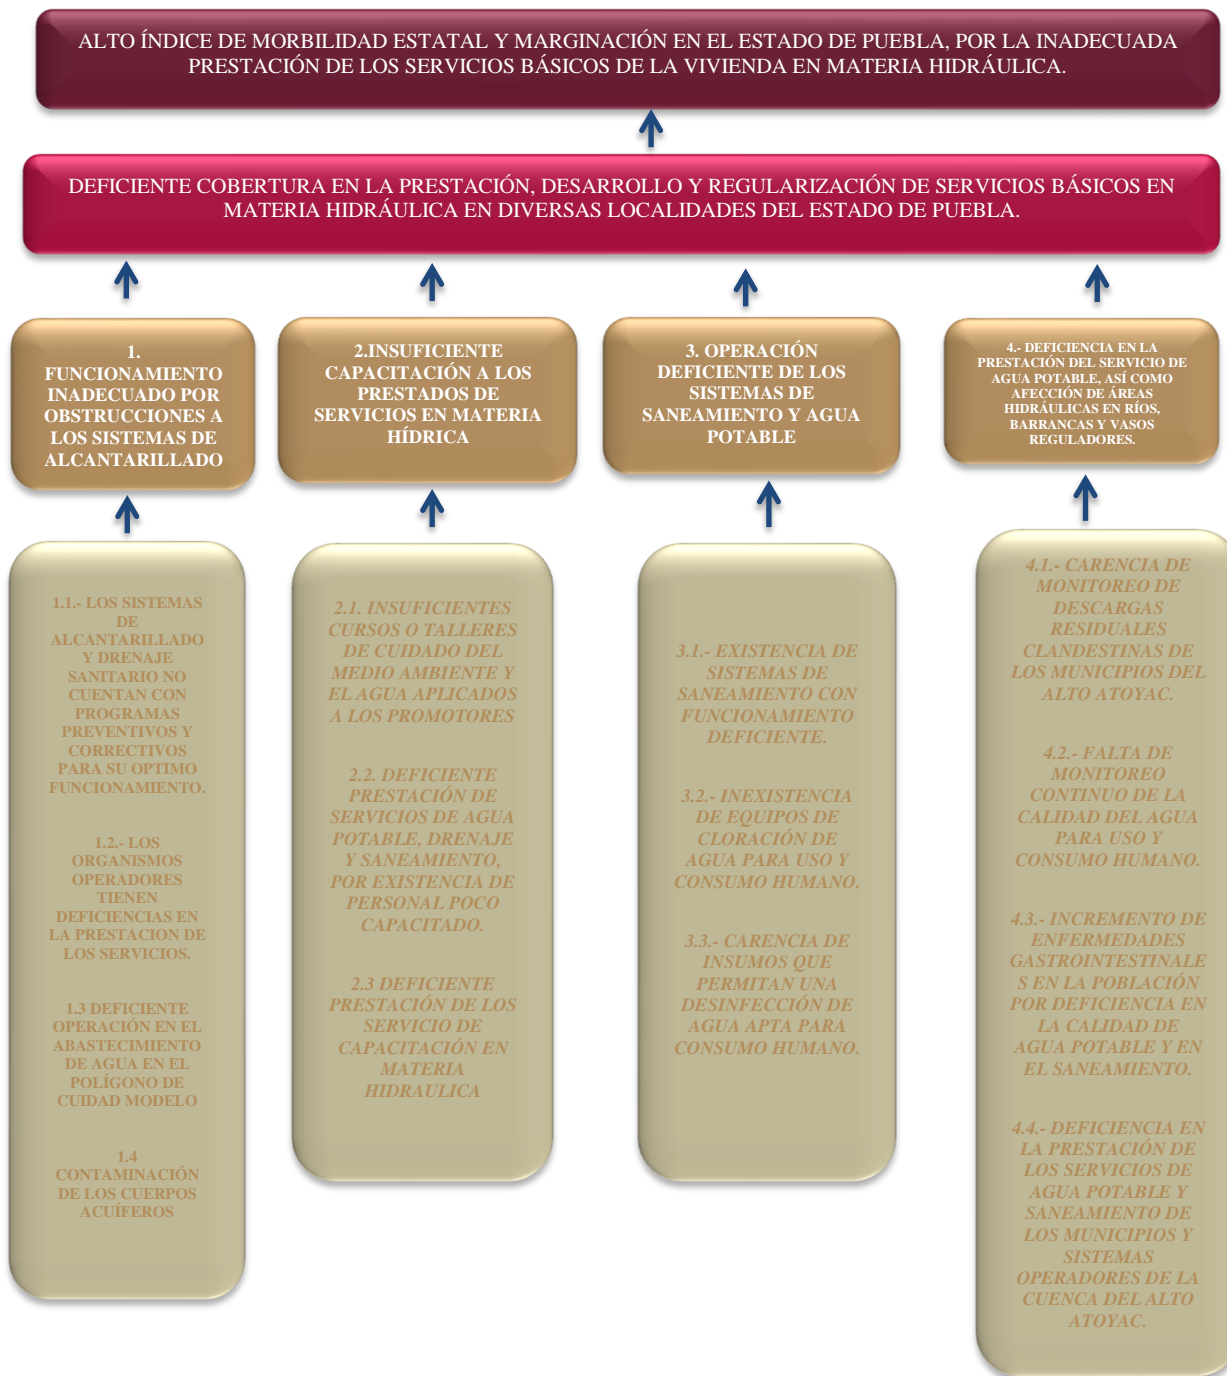 ALTO ÍNDICE DE MORBILIDAD ESTATAL Y MARGINACIÓN EN EL ESTADO DE PUEBLA, POR LA INADECUADA
PRESTACIÓN DE LOS SERVICIOS BÁSICOS DE LA VIVIENDA EN MATERIA HIDRÁULICA.
DEFICIENTE COBERTURA EN LA PRESTACIÓN, DESARROLLO Y REGULARIZACIÓN DE SERVICIOS BÁSICOS EN
MATERIA HIDRÁULICA EN DIVERSAS LOCALIDADES DEL ESTADO DE PUEBLA.
1.
FUNCIONAMIENTO
INADECUADO POR
OBSTRUCCIONES A
LOS SISTEMAS DE
ALCANTARILLADO
2.INSUFICIENTE
CAPACITACIÓN A LOS
PRESTADOS DE
SERVICIOS EN MATERIA
HÍDRICA
3. OPERACIÓN
DEFICIENTE DE LOS
SISTEMAS DE
SANEAMIENTO Y AGUA
POTABLE
4.- DEFICIENCIA EN LA
PRESTACIÓN DEL SERVICIO DE
AGUA POTABLE, ASÍ COMO
AFECCIÓN DE ÁREAS
HIDRÁULICAS EN RÍOS,
BARRANCAS Y VASOS
REGULADORES.
1.1.- LOS SISTEMAS
DE
ALCANTARILLADO
Y DRENAJE
SANITARIO NO
CUENTAN CON
PROGRAMAS
PREVENTIVOS Y
CORRECTIVOS
PARA SU OPTIMO
FUNCIONAMIENTO.
1.2.- LOS
ORGANISMOS
OPERADORES
TIENEN
DEFICIENCIAS EN
LA PRESTACION DE
LOS SERVICIOS.
1.3 DEFICIENTE
OPERACIÓN EN EL
ABASTECIMIENTO
DE AGUA EN EL
POLÍGONO DE
CUIDAD MODELO
1.4
CONTAMINACIÓN
DE LOS CUERPOS
ACUÍFEROS
2.1. INSUFICIENTES
CURSOS O TALLERES
DE CUIDADO DEL
MEDIO AMBIENTE Y
EL AGUA APLICADOS
A LOS PROMOTORES
2.2. DEFICIENTE
PRESTACIÓN DE
SERVICIOS DE AGUA
POTABLE, DRENAJE
Y SANEAMIENTO,
POR EXISTENCIA DE
PERSONAL POCO
CAPACITADO.
2.3 DEFICIENTE
PRESTACIÓN DE LOS
SERVICIO DE
CAPACITACIÓN EN
MATERIA
HIDRAULICA
3.1.- EXISTENCIA DE
SISTEMAS DE
SANEAMIENTO CON
FUNCIONAMIENTO
DEFICIENTE.
3.2.- INEXISTENCIA
DE EQUIPOS DE
CLORACIÓN DE
AGUA PARA USO Y
CONSUMO HUMANO.
3.3.- CARENCIA DE
INSUMOS QUE
PERMITAN UNA
DESINFECCIÓN DE
AGUA APTA PARA
CONSUMO HUMANO.
4.1.- CARENCIA DE
MONITOREO DE
DESCARGAS
RESIDUALES
CLANDESTINAS DE
LOS MUNICIPIOS DEL
ALTO ATOYAC.
4.2.- FALTA DE
MONITOREO
CONTINUO DE LA
CALIDAD DEL AGUA
PARA USO Y
CONSUMO HUMANO.
4.3.- INCREMENTO DE
ENFERMEDADES
GASTROINTESTINALE
S EN LA POBLACIÓN
POR DEFICIENCIA EN
LA CALIDAD DE
AGUA POTABLE Y EN
EL SANEAMIENTO.
4.4.- DEFICIENCIA EN
LA PRESTACIÓN DE
LOS SERVICIOS DE
AGUA POTABLE Y
SANEAMIENTO DE
LOS MUNICIPIOS Y
SISTEMAS
OPERADORES DE LA
CUENCA DEL ALTO
ATOYAC.